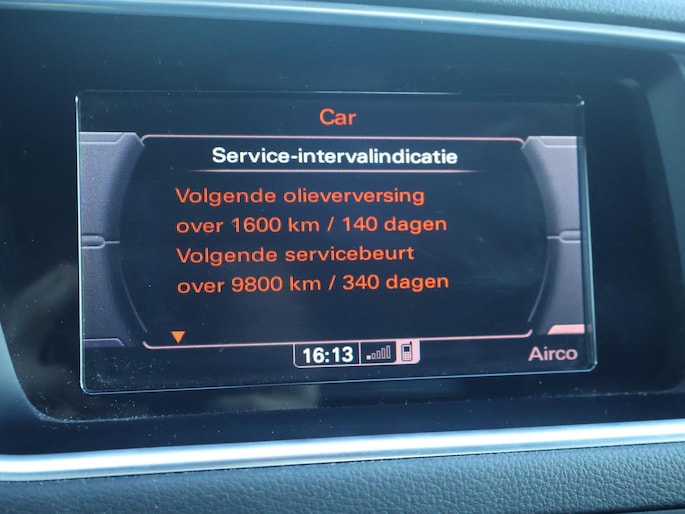 Car
Service-intervalindicatie
Volgende olieverversing
over 1600 km / 140 dagen
Volgende servicebeurt
over 9800 km / 340 dagen
16:13
Airco